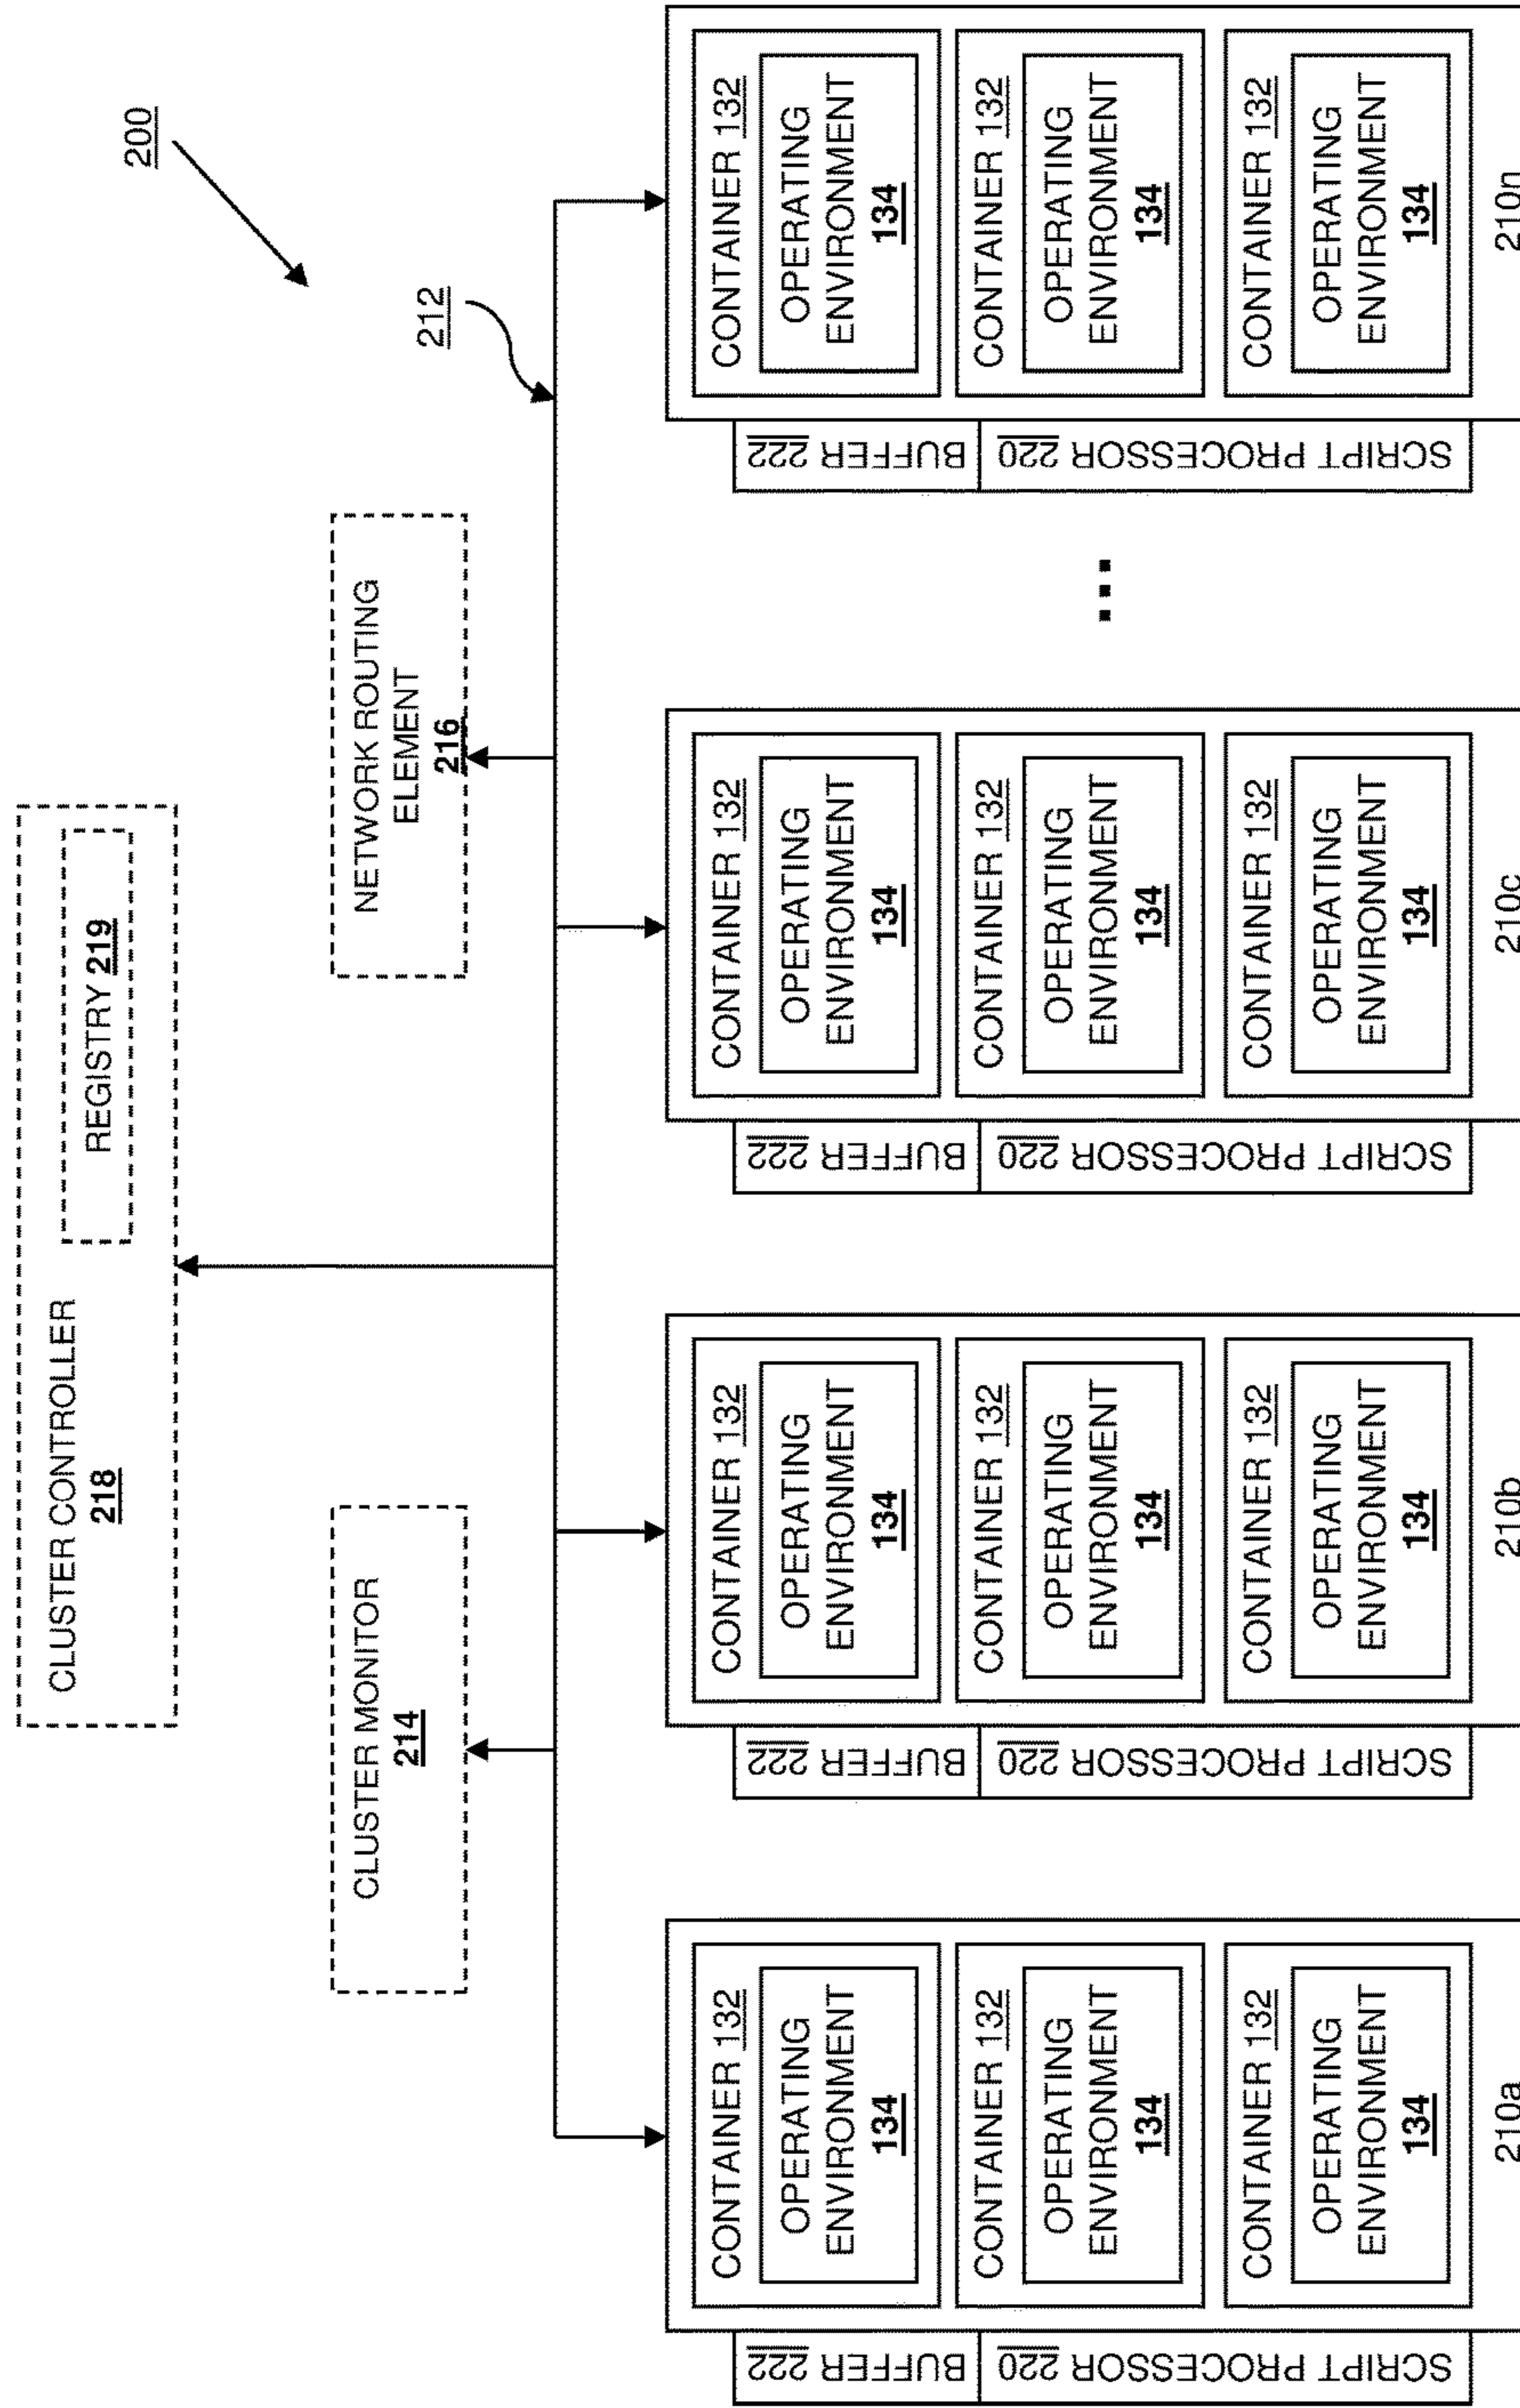 200
CLUSTER CONTROLLER
218
REGISTRY 219
CLUSTER MONITOR
214
NETWORK ROUTING
ELEMENT
216
212
BUFFER 222
SCRIPT PROCESSOR 220
CONTAINER 132
OPERATING
ENVIRONMENT
134
CONTAINER 132
OPERATING
ENVIRONMENT
134
CONTAINER 132
OPERATING
ENVIRONMENT
134
210a
BUFFER 222
SCRIPT PROCESSOR 220
CONTAINER 132
OPERATING
ENVIRONMENT
134
CONTAINER 132
OPERATING
ENVIRONMENT
134
CONTAINER 132
OPERATING
ENVIRONMENT
134
210b
BUFFER 222
SCRIPT PROCESSOR 220
CONTAINER 132
OPERATING
ENVIRONMENT
134
CONTAINER 132
OPERATING
ENVIRONMENT
134
CONTAINER 132
OPERATING
ENVIRONMENT
134
210c
...
BUFFER 222
SCRIPT PROCESSOR 220
CONTAINER 132
OPERATING
ENVIRONMENT
134
CONTAINER 132
OPERATING
ENVIRONMENT
134
CONTAINER 132
OPERATING
ENVIRONMENT
134
210n